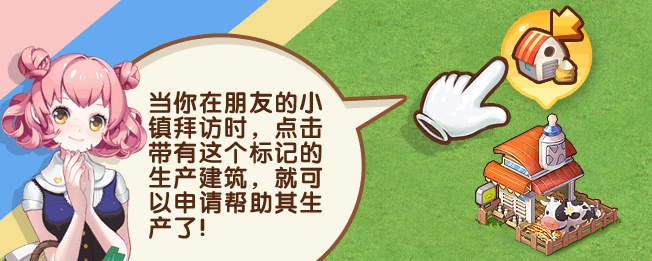 当你在朋友的小
镇拜访时，点击
带有这个标记的
生产建筑，就可
以申请帮助其生
产了!